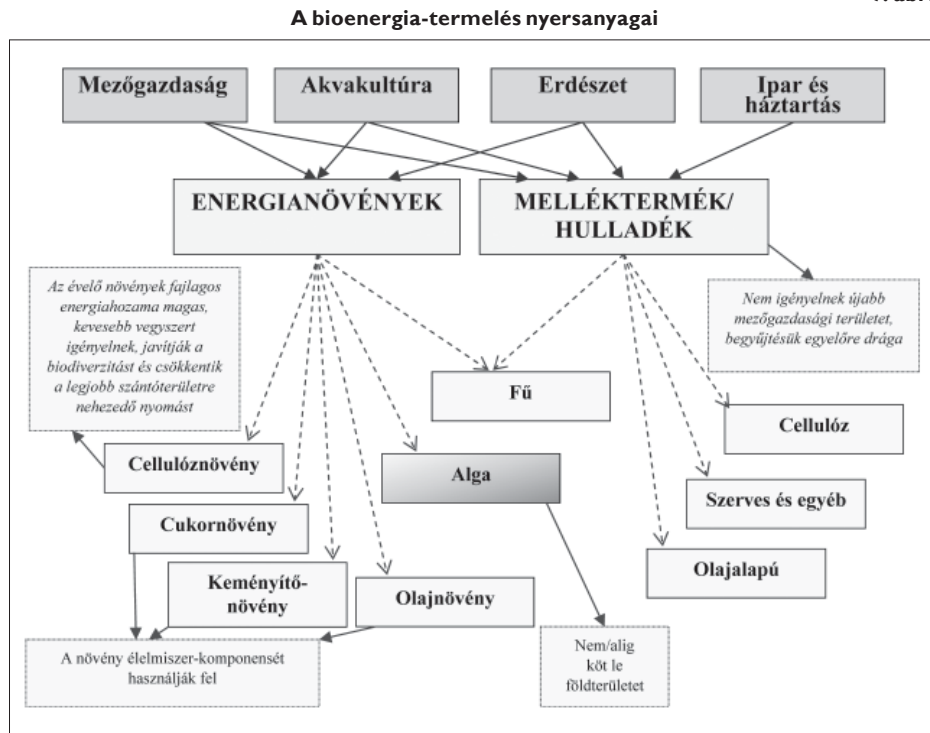 A bioenergia-termelés nyersanyagai
Mezőgazdaság
Akvakultúra
Erdészet
Ipar és
háztartás
ENERGIANÖVÉNYEK
MELLÉKTERMÉK/
HULLADÉK
Az évelő növények fajlagos
energiahozama magas,
kevesebb vegyszert
igényelnek, javítják a
biodiverzitást és csökkentik
a legjobb szántóterületre
nehezedő nyomást
Nem igényelnek újabb
mezőgazdasági területet,
begyűjtésük egyelőre drága
Fű
Cellulóz
Cellulóznövény
Alga
Szerves és egyéb
Cukornövény
Olajalapú
Keményítő-
növény
Olajnövény
A növény élelmiszer-komponensét
használják fel
Nem/alig
köt le
földterületet